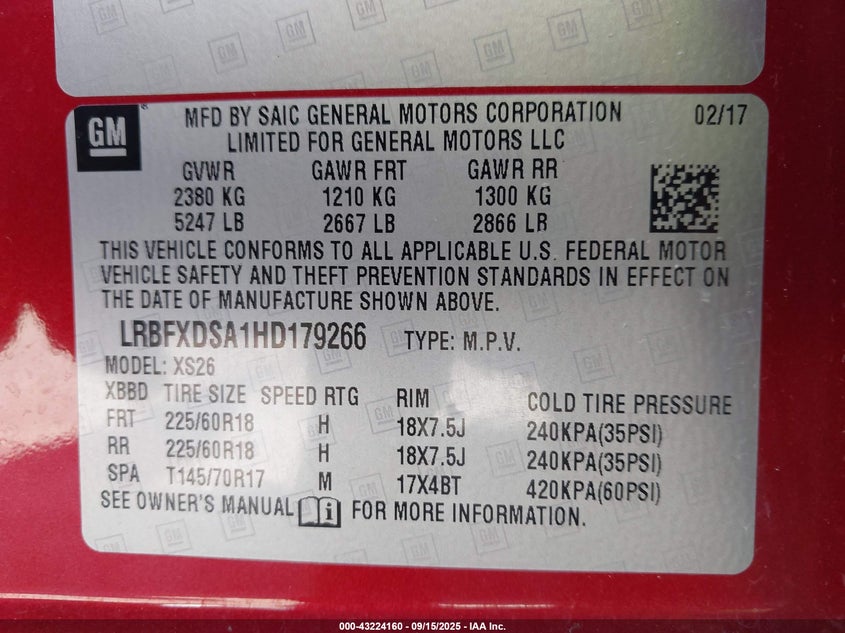 GM
MFD BY SAIC GENERAL MOTORS CORPORATION 02/17
LIMITED FOR GENERAL MOTORS LLC
GVWR GAWR FRT GAWR RR
2380 KG 1210 KG 1300 KG
5247 LB 2667 LB 2866 LB
THIS VEHICLE CONFORMS TO ALL APPLICABLE U.S. FEDERAL MOTOR
VEHICLE SAFETY AND THEFT PREVENTION STANDARDS IN EFFECT ON
THE DATE OF MANUFACTURE SHOWN ABOVE.
LRBFXDSA1HD179266 TYPE: M.P.V.
MODEL: XS26
XBBD TIRE SIZE SPEED RTG RIM COLD TIRE PRESSURE
FRT 225/60R18 H 18X7.5J 240KPA(35PSI)
RR 225/60R18 H 18X7.5J 240KPA(35PSI)
SPA T145/70R17 M 17X4BT 420KPA(60PSI)
SEE OWNER'S MANUAL i FOR MORE INFORMATION.
000-43224160 - 09/15/2025 - IAA Inc.